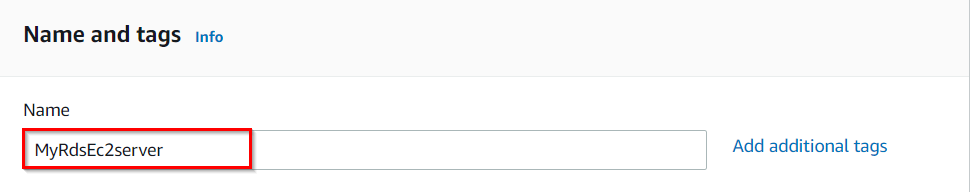 Name and tags Info
Name
MyRdsEc2server
Add additional tags